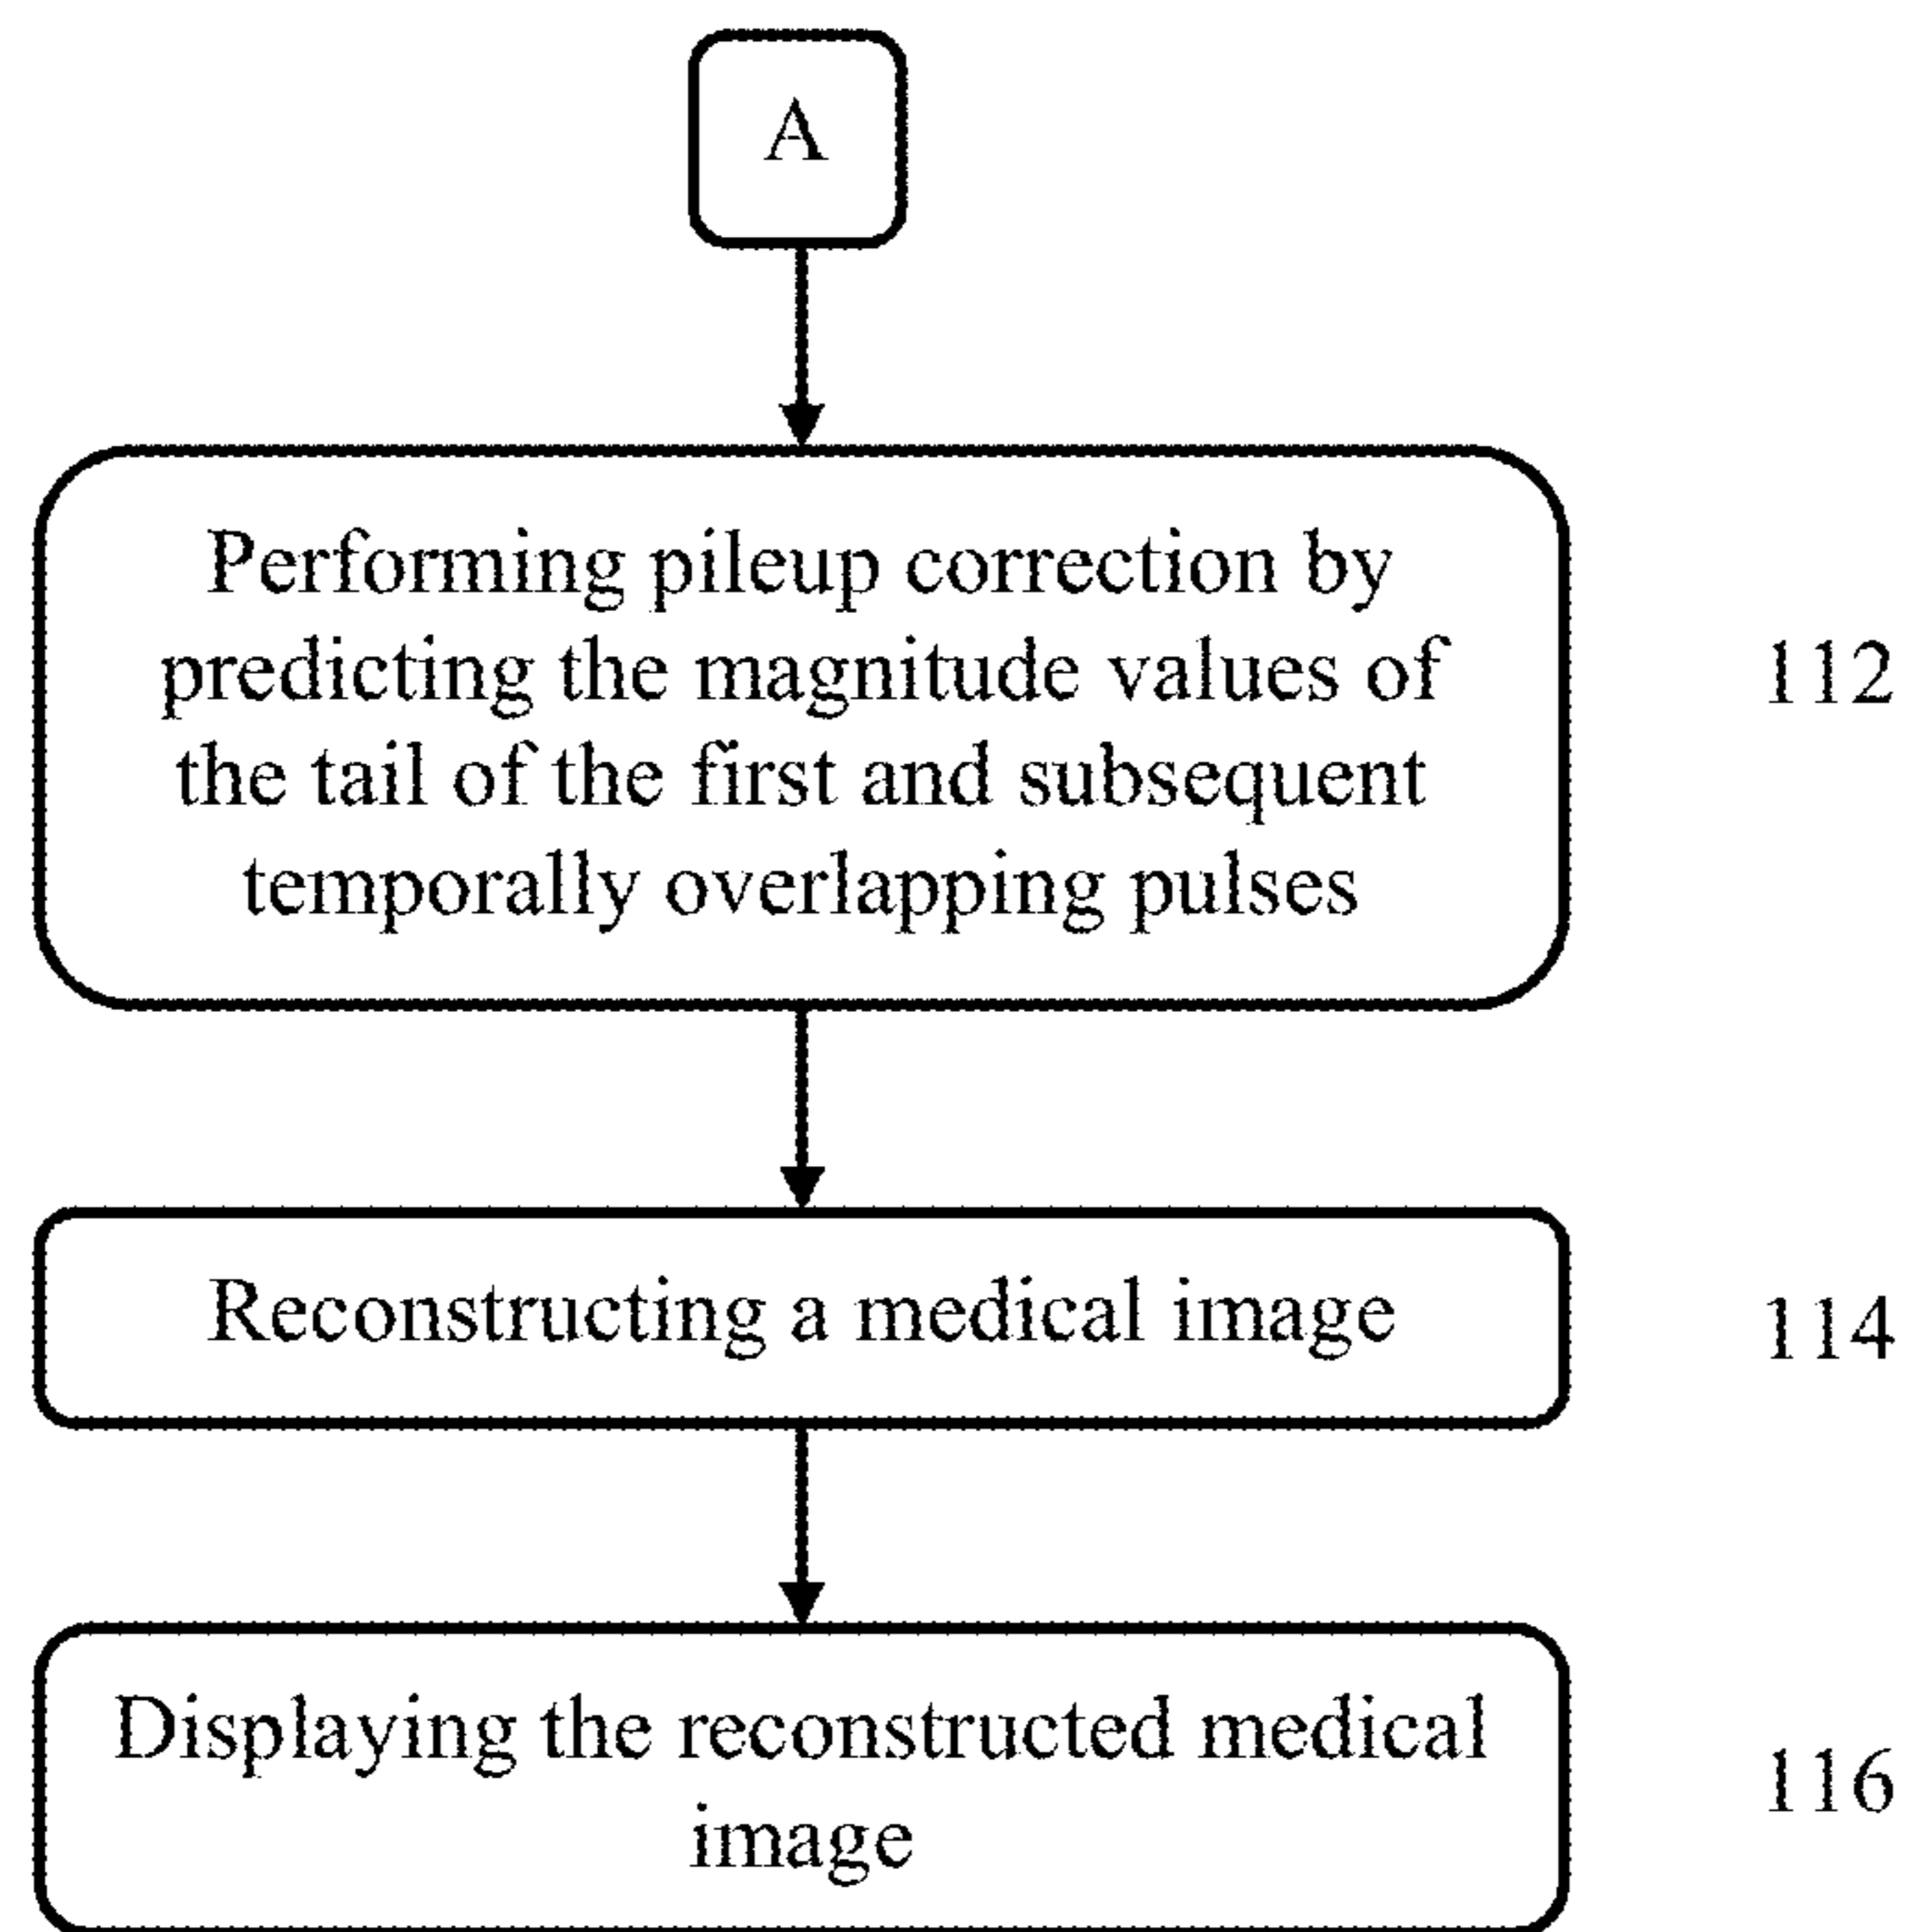 A
Performing pileup correction by
predicting the magnitude values of
the tail of the first and subsequent
temporally overlapping pulses
112
Reconstructing a medical image
114
Displaying the reconstructed medical
image
116